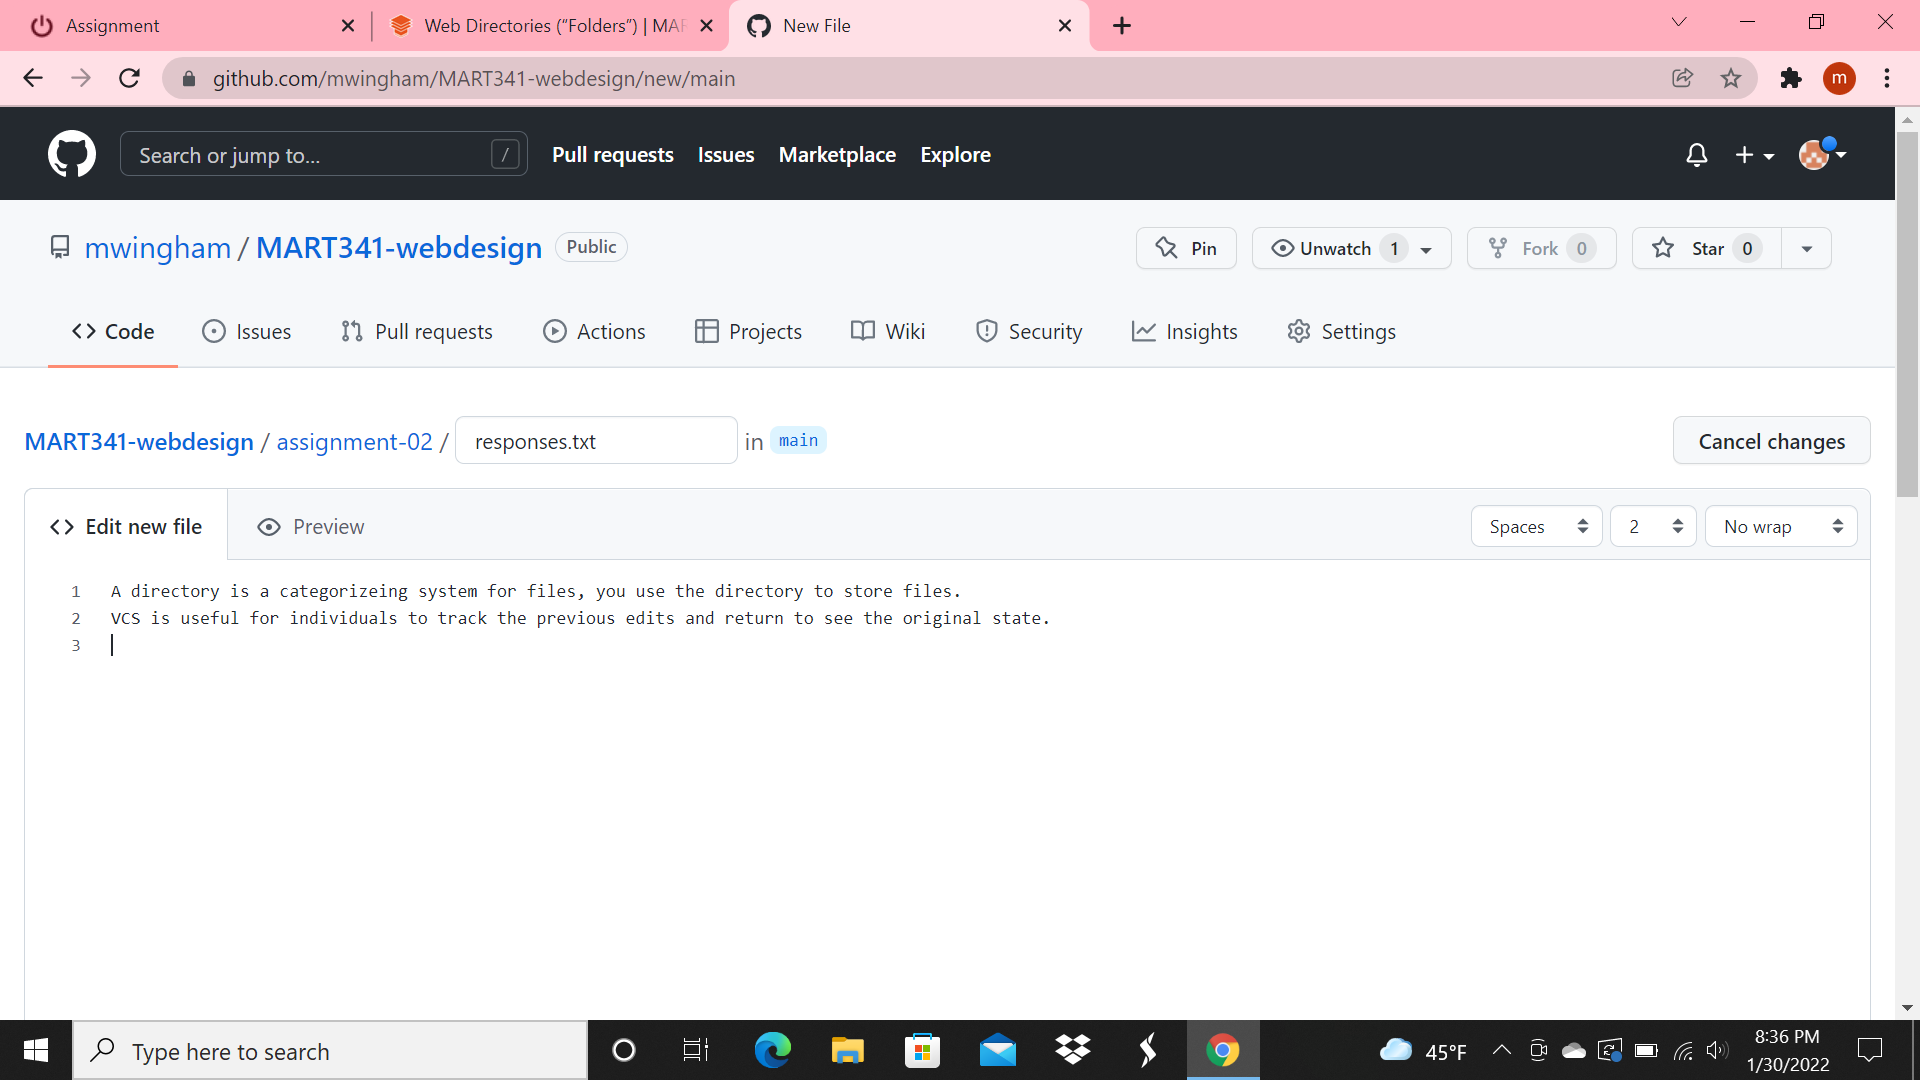 Assignment
Web Directories (“Folders”) | MAR
New File
github.com/mwingham/MART341-webdesign/new/main
m
Search or jump to...
/
Pull requests
Issues
Marketplace
Explore
mwingham / MART341-webdesign
Public
Pin
Unwatch 1
Fork 0
Star 0
Code
Issues
Pull requests
Actions
Projects
Wiki
Security
Insights
Settings
MART341-webdesign / assignment-02 / responses.txt in main
Cancel changes
Edit new file
Preview
Spaces
2
No wrap
1 A directory is a categorizeing system for files, you use the directory to store files.
2 VCS is useful for individuals to track the previous edits and return to see the original state.
3
Type here to search
45°F
8:36 PM
1/30/2022